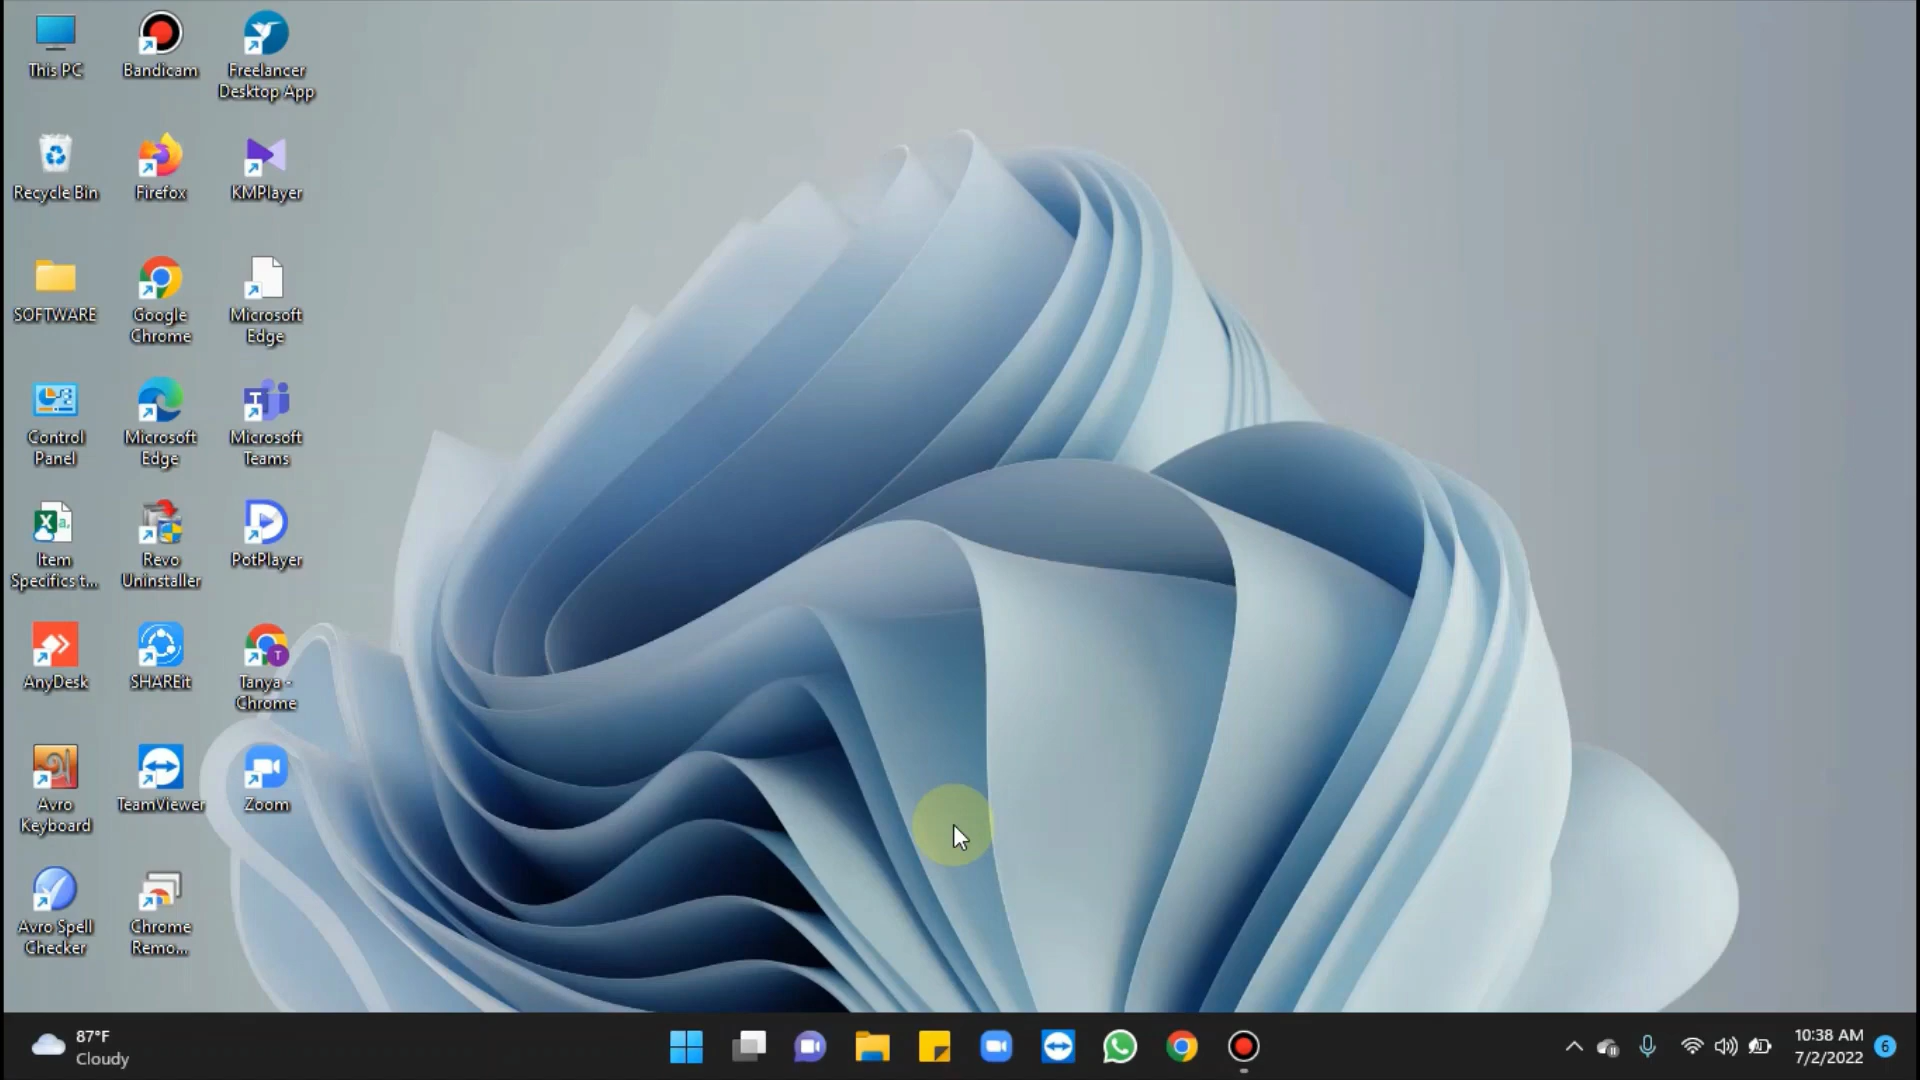 This PC
Bandicam
Freelancer
Desktop App
Recycle Bin
Firefox
KMPlayer
SOFTWARE
Google
Chrome
Microsoft
Edge
Control
Panel
Microsoft
Edge
Microsoft
Teams
Item
Specifics t...
Revo
Uninstaller
PotPlayer
AnyDesk
SHAREit
Tanya -
Chrome
Avro
Keyboard
TeamViewer
Zoom
Avro Spell
Checker
Chrome
Remo...
87°F
Cloudy
10:38 AM
7/2/2022
6